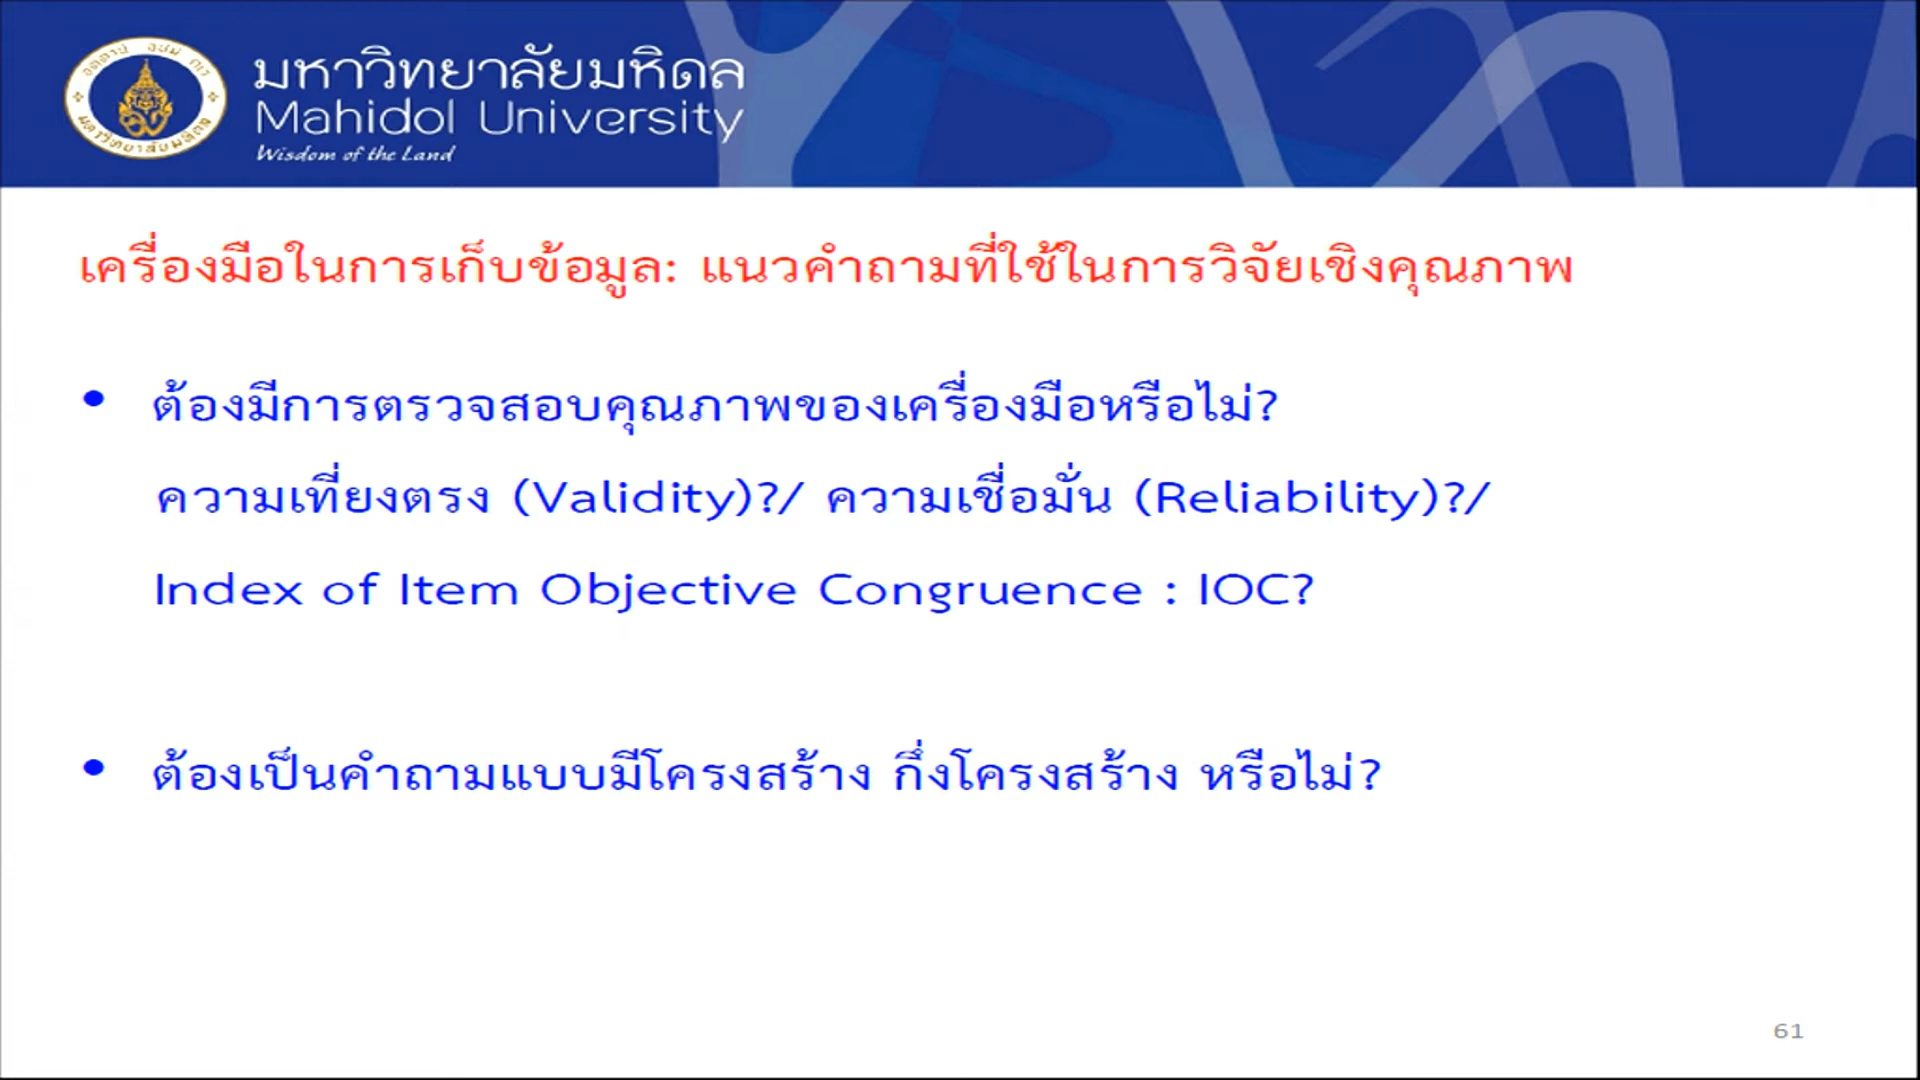 มหาวิทยาลัยมหิดล
Mahidol University
Wisdom of the Land
เครื่องมือในการเก็บข้อมูล: แนวคำถามที่ใช้ในการวิจัยเชิงคุณภาพ
• ต้องมีการตรวจสอบคุณภาพของเครื่องมือหรือไม่?
ความเที่ยงตรง (Validity)?/ ความเชื่อมั่น (Reliability)?/
Index of Item Objective Congruence : IOC?
• ต้องเป็นคำถามแบบมีโครงสร้าง กึ่งโครงสร้าง หรือไม่?
61